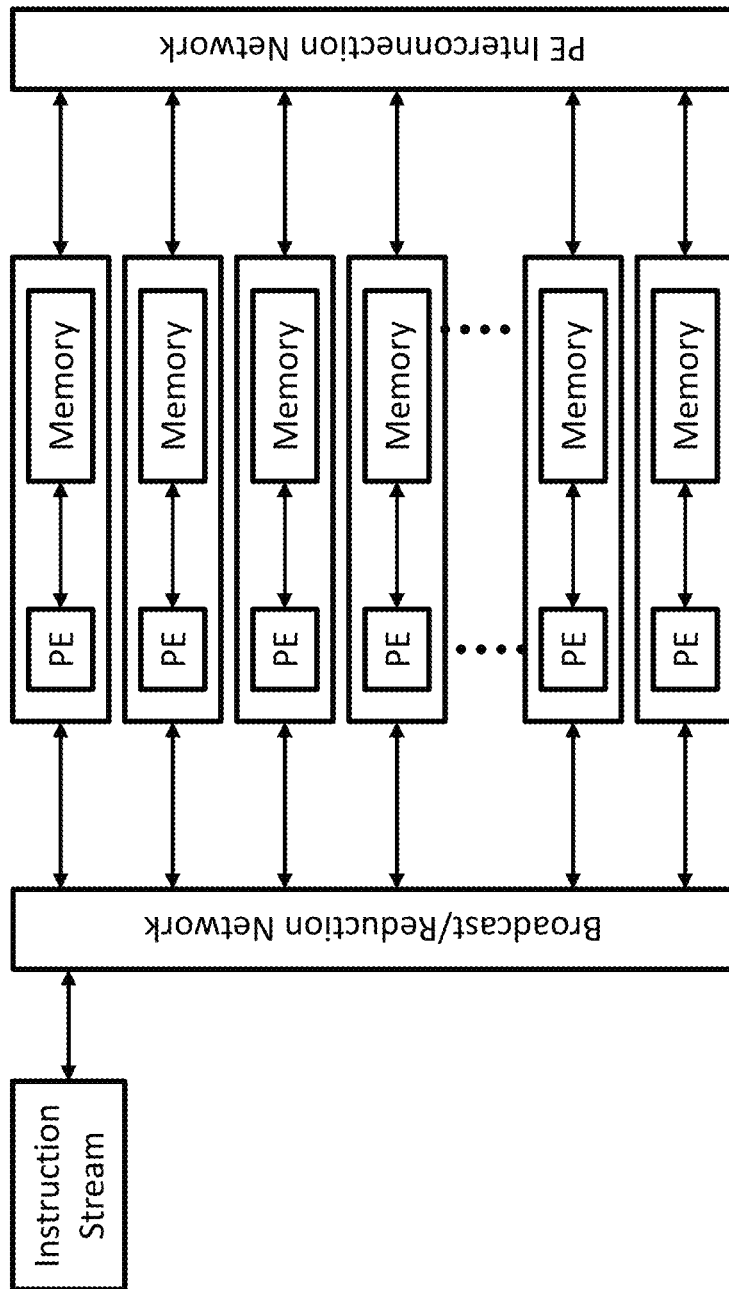 Instruction
Stream
Broadcast/Reduction Network
PE
Memory
PE
Memory
PE
Memory
PE
Memory
PE
Memory
PE
Memory
PE Interconnection Network